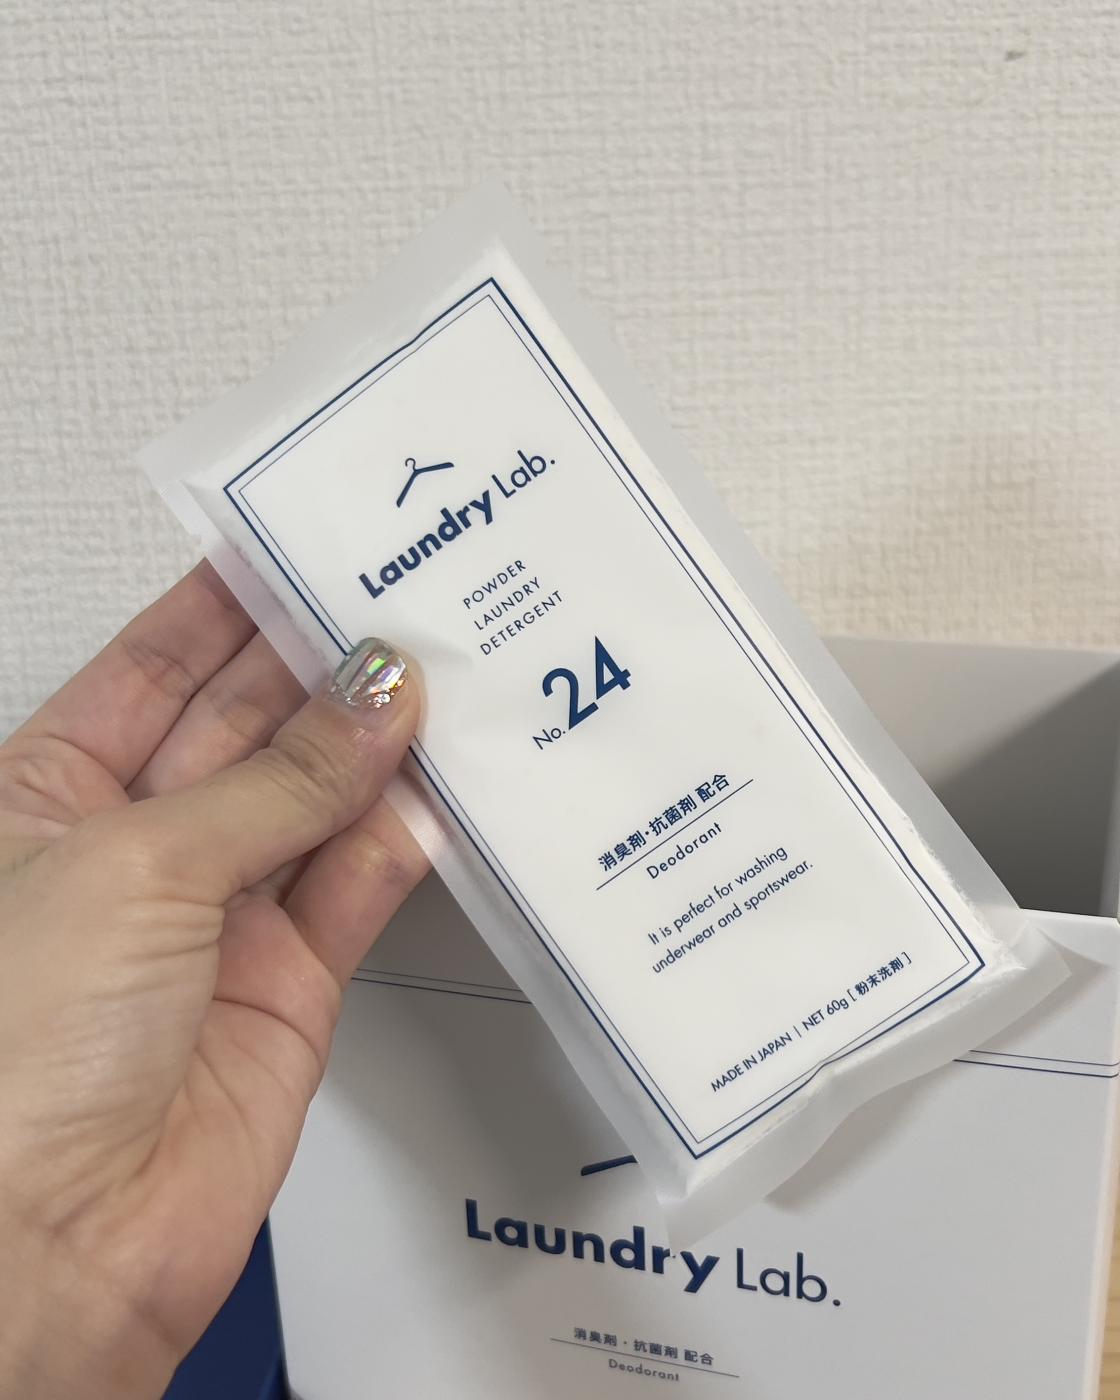 Laundry Lab.
POWDER
LAUNDRY
DETERGENT
No.24
消臭剤・抗菌剤 配合
Deodorant
It is perfect for washing
underwear and sportswear.
MADE IN JAPAN | NET 60g [ 粉末洗剤 ]
Laundry Lab.
消臭剤・抗菌剤 配合
Deodorant